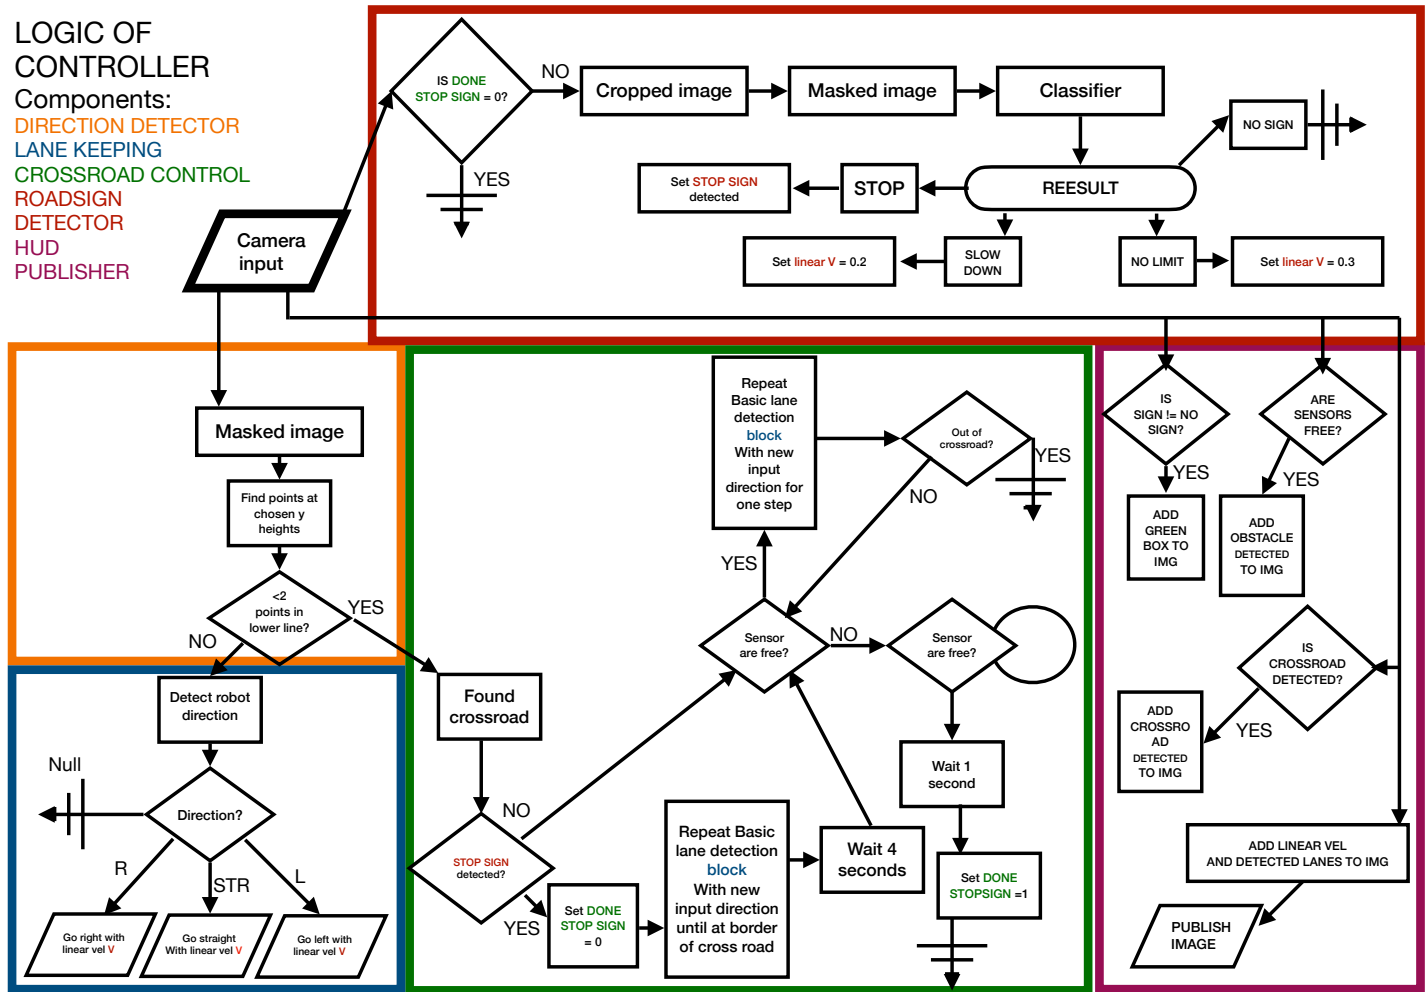 LOGIC OF
CONTROLLER
Components:
DIRECTION DETECTOR
LANE KEEPING
CROSSROAD CONTROL
ROADSIGN
DETECTOR
HUD
PUBLISHER
Camera
input
IS DONE
STOP SIGN = 0?
NO
YES
Cropped image
Masked image
Classifier
NO SIGN
REESULT
STOP
Set STOP SIGN
detected
SLOW
DOWN
Set linear V = 0.2
NO LIMIT
Set linear V = 0.3
Masked image
Find points at
chosen y
heights
<2
points in
lower line?
YES
NO
Detect robot
direction
Null
Direction?
R
STR
L
Go right with
linear vel V
Go straight
With linear vel V
Go left with
linear vel V
Repeat
Basic lane
detection
block
With new
input
direction for
one step
Out of
crossroad?
YES
NO
YES
Sensor
are free?
NO
Sensor
are free?
Found
crossroad
NO
STOP SIGN
detected?
YES
Set DONE
STOP SIGN
= 0
Repeat Basic
lane detection
block
With new
input direction
until at border
of cross road
Wait 4
seconds
Wait 1
second
Set DONE
STOPSIGN =1
IS
SIGN != NO
SIGN?
YES
ADD
GREEN
BOX TO
IMG
ARE
SENSORS
FREE?
YES
ADD
OBSTACLE
DETECTED
TO IMG
IS
CROSSROAD
DETECTED?
YES
ADD
CROSSRO
AD
DETECTED
TO IMG
ADD LINEAR VEL
AND DETECTED LANES TO IMG
PUBLISH
IMAGE